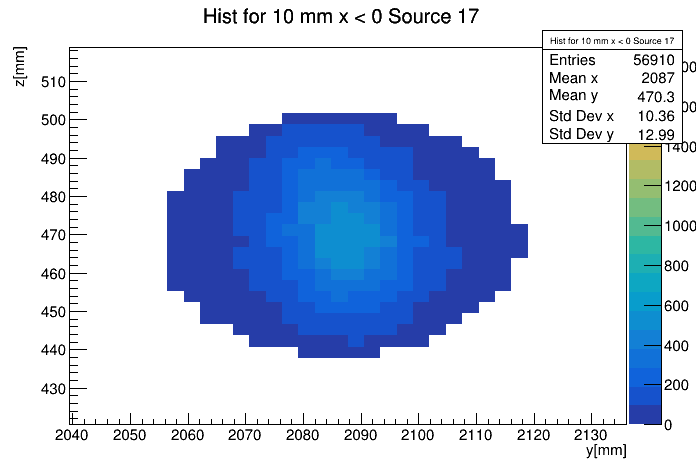 Hist for 10 mm x < 0 Source 17
z[mm]
Hist for 10 mm x < 0 Source 17
Entries 56910
Mean x 2087
Mean y 470.3
Std Dev x 10.36
Std Dev y 12.99
510
500
490
480
470
460
450
440
430
1400
1200
1000
800
600
400
200
0
2040 2050 2060 2070 2080 2090 2100 2110 2120 2130
y[mm]